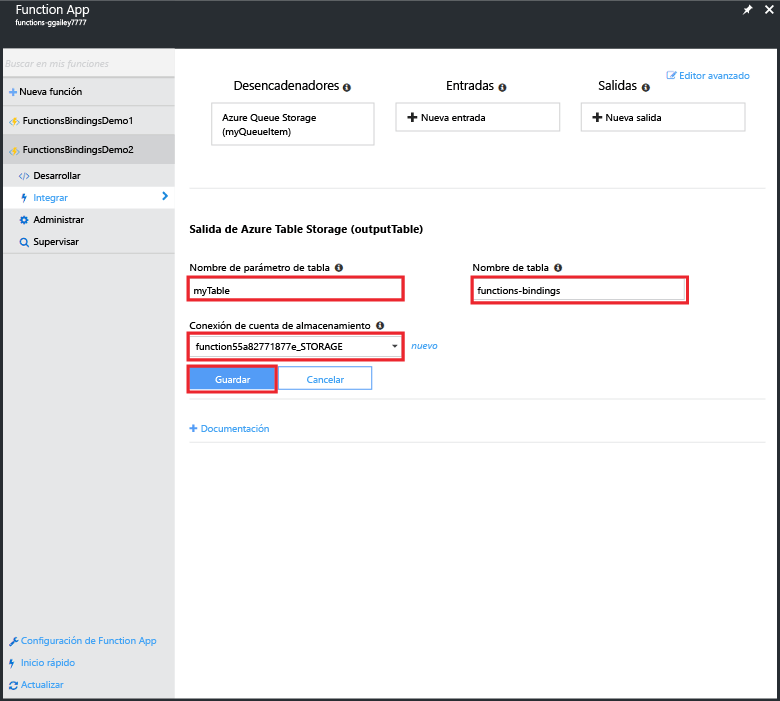 Function App
functions-ggailey7777
Buscar en mis funciones
Nueva función
FunctionsBindingsDemo1
FunctionsBindingsDemo2
Desarrollar
Integrar
Administrar
Supervisar
Configuración de Function App
Inicio rápido
Actualizar
Editor avanzado
Desencadenadores
Azure Queue Storage
(myQueueItem)
Entradas
Nueva entrada
Salidas
Nueva salida
Salida de Azure Table Storage (outputTable)
Nombre de parámetro de tabla
myTable
Nombre de tabla
functions-bindings
Conexión de cuenta de almacenamiento
function55a82771877e_STORAGE
nuevo
Guardar
Cancelar
Documentación